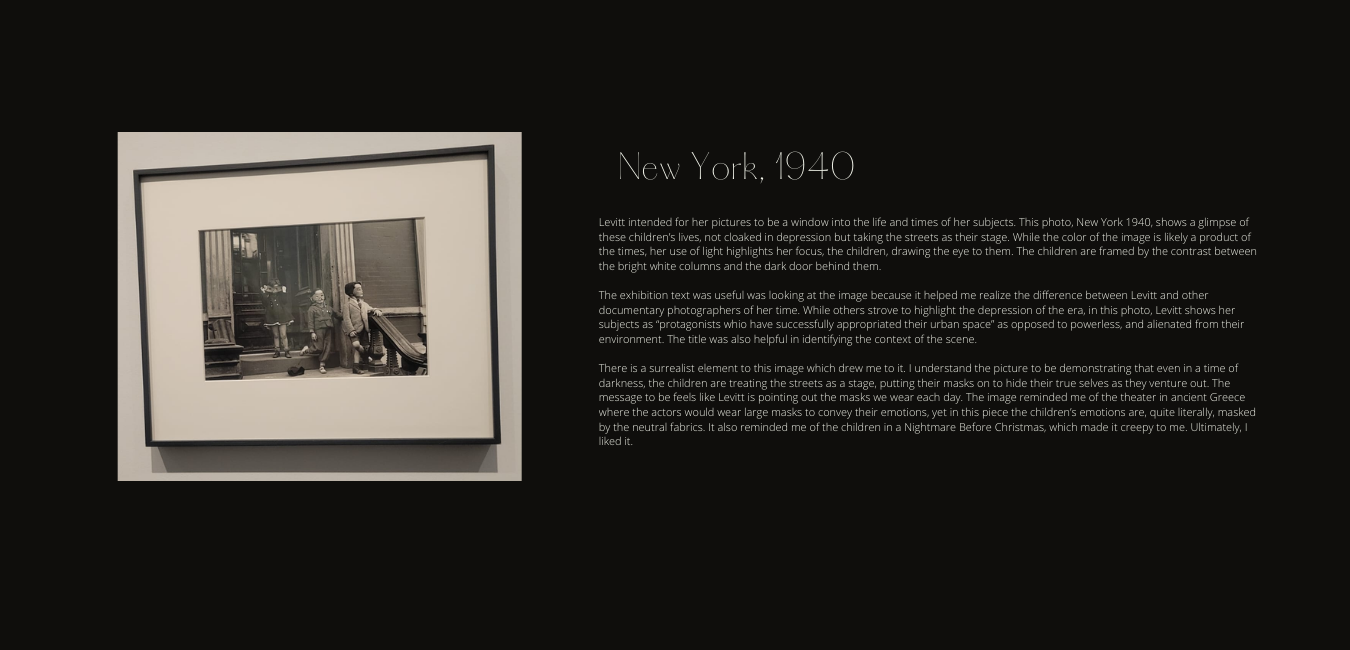 New York, 1940
Levitt intended for her pictures to be a window into the life and times of her subjects. This photo, New York 1940, shows a glimpse of
these children's lives, not cloaked in depression but taking the streets as their stage. While the color of the image is likely a product of
the times, her use of light highlights her focus, the children, drawing the eye to them. The children are framed by the contrast between
the bright white columns and the dark door behind them.
The exhibition text was useful was looking at the image because it helped me realize the difference between Levitt and other
documentary photographers of her time. While others strove to highlight the depression of the era, in this photo, Levitt shows her
subjects as "protagonists whio have successfully appropriated their urban space" as opposed to powerless, and alienated from their
environment. The title was also helpful in identifying the context of the scene.
There is a surrealist element to this image which drew me to it. I understand the picture to be demonstrating that even in a time of
darkness, the children are treating the streets as a stage, putting their masks on to hide their true selves as they venture out. The
message to be feels like Levitt is pointing out the masks we wear each day. The image reminded me of the theater in ancient Greece
where the actors would wear large masks to convey their emotions, yet in this piece the children's emotions are, quite literally, masked
by the neutral fabrics. It also reminded me of the children in a Nightmare Before Christmas, which made it creepy to me. Ultimately, I
liked it.